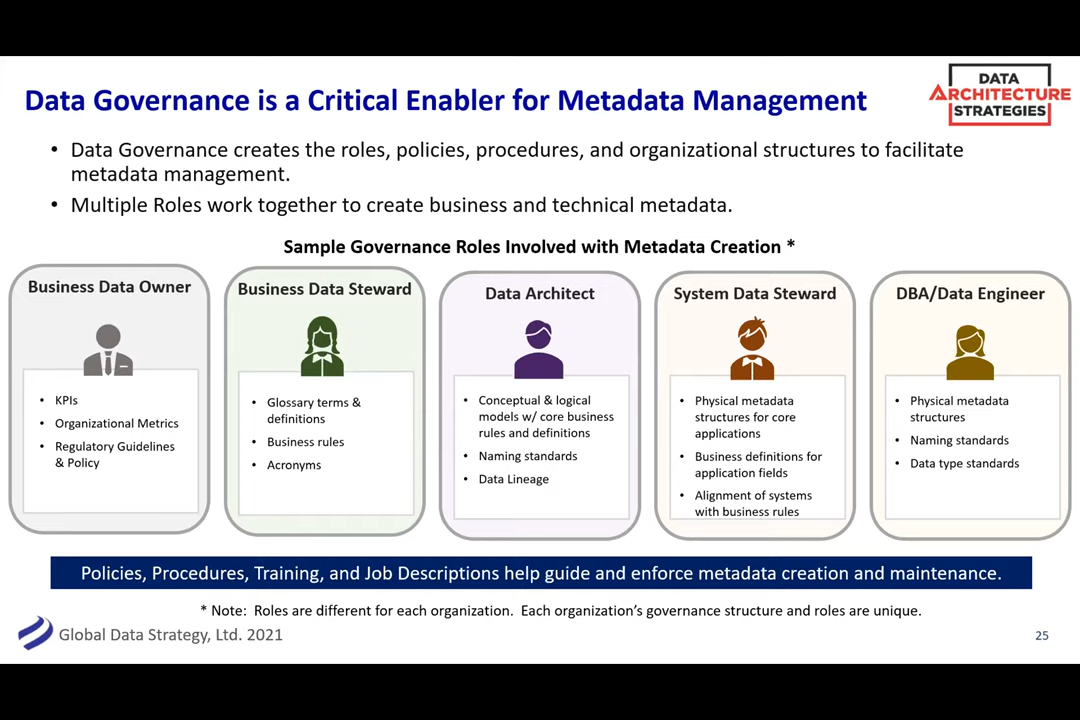 Data Governance is a Critical Enabler for Metadata Management
DATA
ARCHITECTURE
STRATEGIES
• Data Governance creates the roles, policies, procedures, and organizational structures to facilitate
metadata management.
• Multiple Roles work together to create business and technical metadata.
Sample Governance Roles Involved with Metadata Creation *
Business Data Owner
• KPIs
• Organizational Metrics
• Regulatory Guidelines
& Policy
Business Data Steward
• Glossary terms &
definitions
• Business rules
• Acronyms
Data Architect
• Conceptual & logical
models w/ core business
rules and definitions
• Naming standards
• Data Lineage
System Data Steward
• Physical metadata
structures for core
applications
• Business definitions for
application fields
• Alignment of systems
with business rules
DBA/Data Engineer
• Physical metadata
structures
• Naming standards
• Data type standards
Policies, Procedures, Training, and Job Descriptions help guide and enforce metadata creation and maintenance.
* Note: Roles are different for each organization. Each organization's governance structure and roles are unique.
Global Data Strategy, Ltd. 2021
25